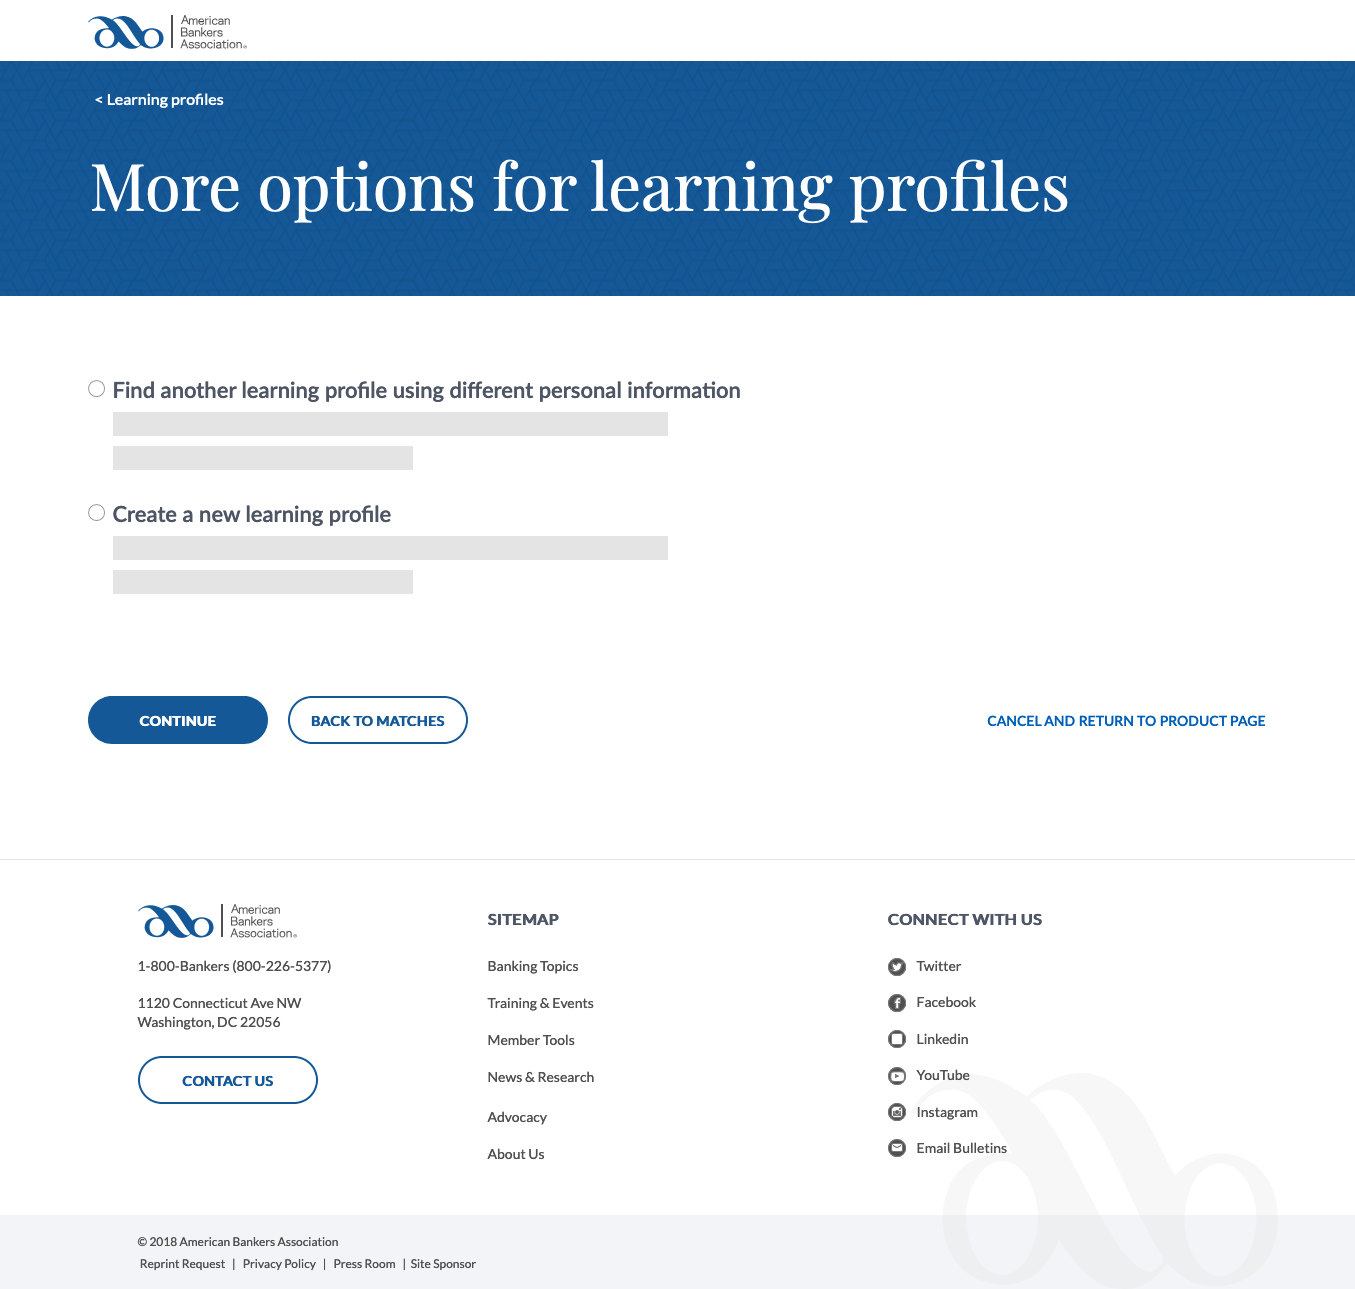 American
Bankers
Association®
< Learning profiles
More options for learning profiles
Find another learning profile using different personal information
Create a new learning profile
CONTINUE
BACK TO MATCHES
CANCEL AND RETURN TO PRODUCT PAGE
American
Bankers
Association®
1-800-Bankers (800-226-5377)
1120 Connecticut Ave NW
Washington, DC 22056
CONTACT US
SITEMAP
Banking Topics
Training & Events
Member Tools
News & Research
Advocacy
About Us
CONNECT WITH US
Twitter
Facebook
Linkedin
YouTube
Instagram
Email Bulletins
© 2018 American Bankers Association
Reprint Request | Privacy Policy | Press Room | Site Sponsor